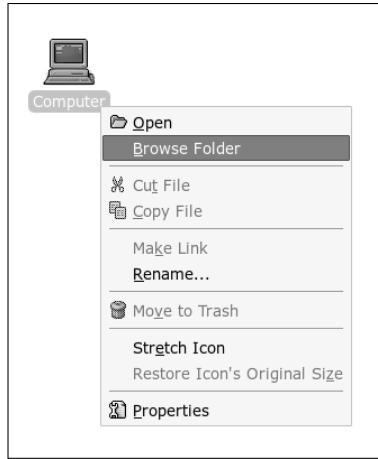 Computer
Open
Browse Folder
Cut File
Copy File
Make Link
Rename...
Move to Trash
Stretch Icon
Restore Icon's Original Size
Properties